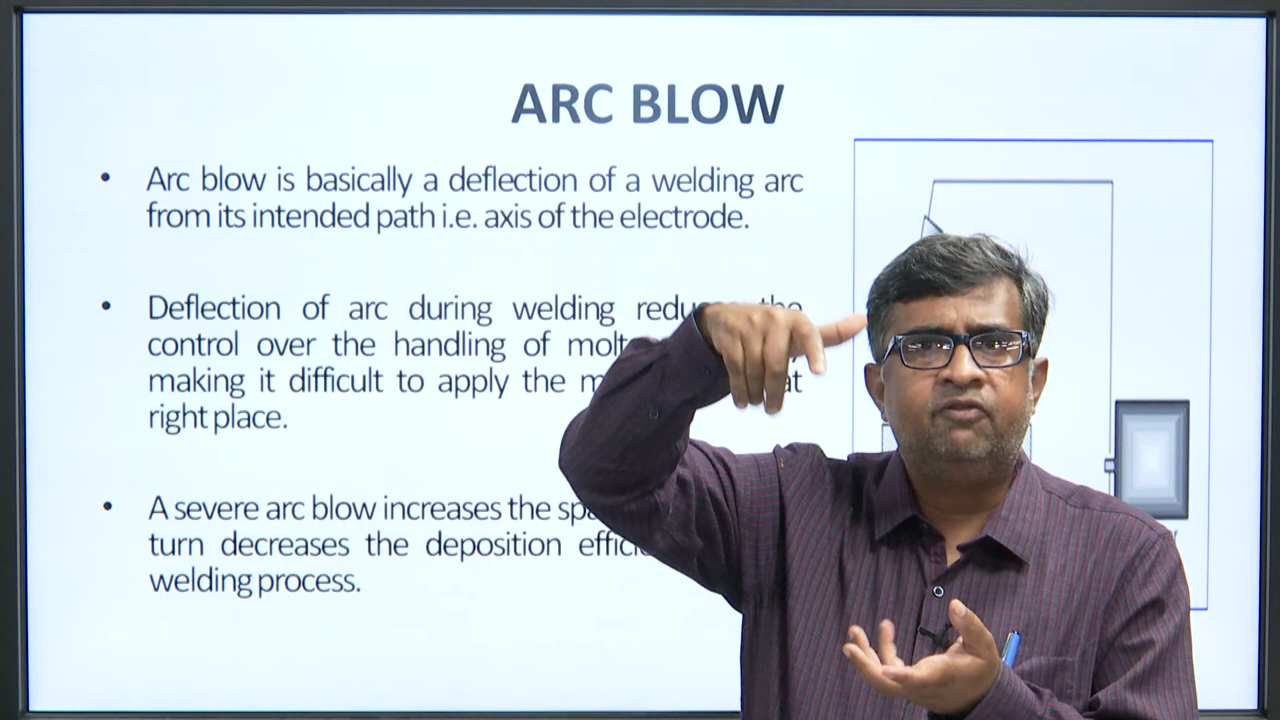 ARC BLOW
• Arc blow is basically a deflection of a welding arc
from its intended path i.e. axis of the electrode.
• Deflection of arc during welding the
control over the handling of
making it difficult to apply the at
right place.
• A severe arc blow increases the
turn decreases the deposition
welding process.